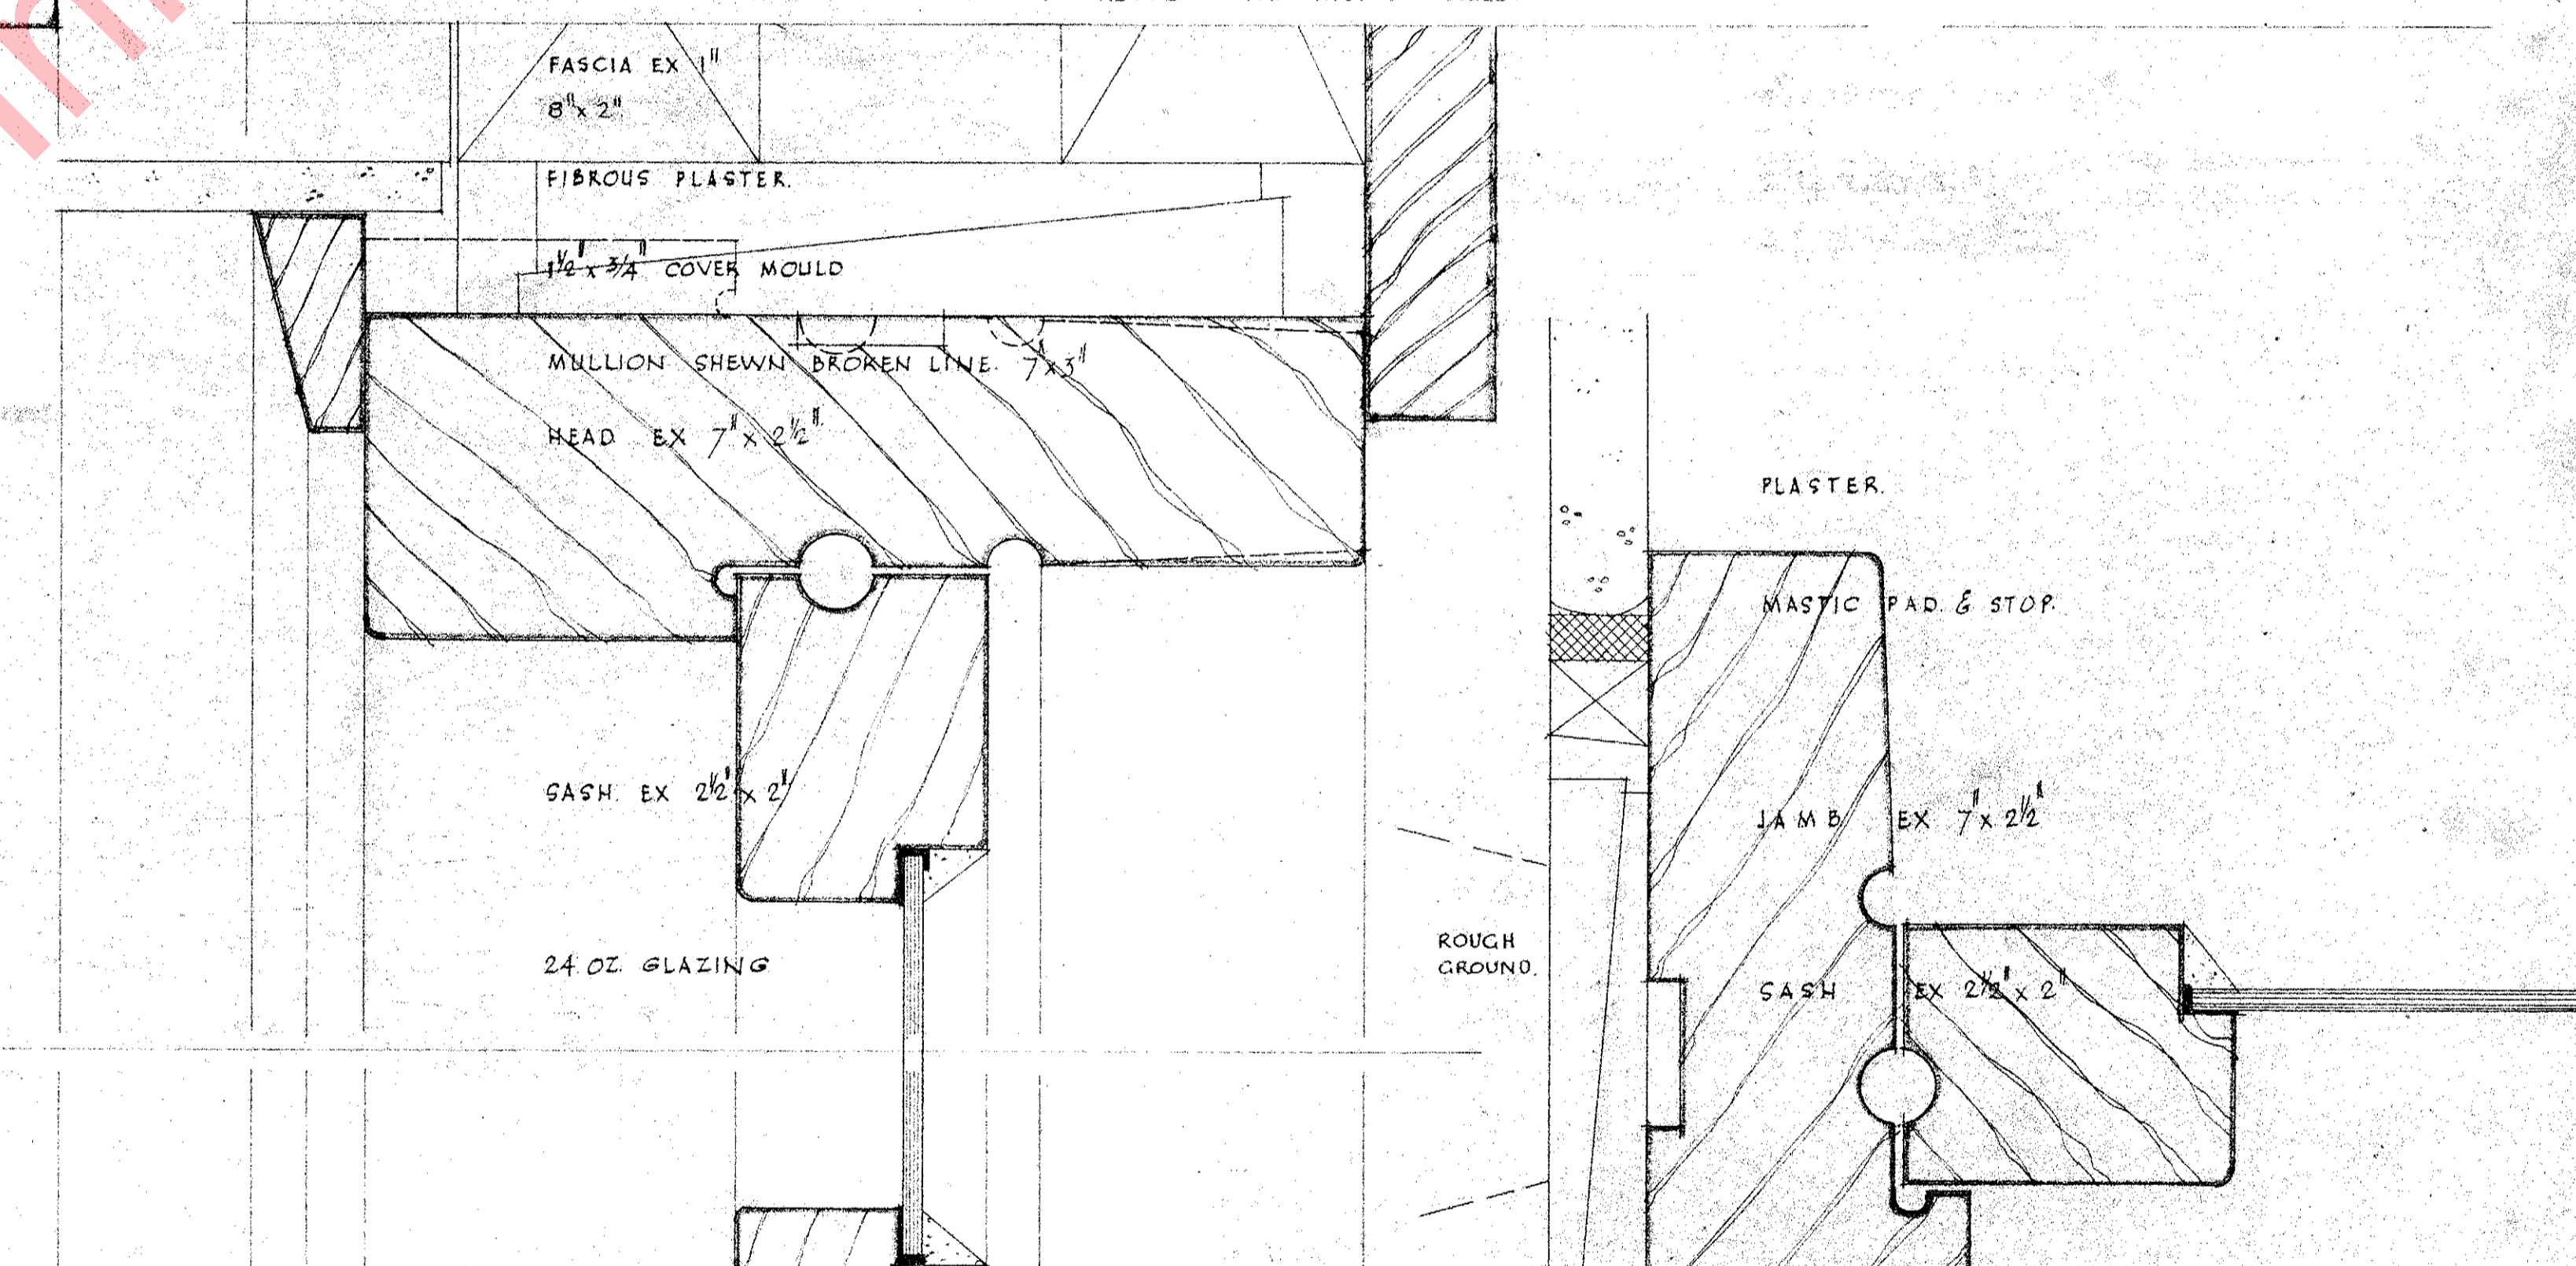 FASCIA EX 1"
8" x 2"
FIBROUS PLASTER.
1½" x ¾" COVER MOULD
MULLION SHEWN BROKEN LINE. 7" x 3"
HEAD EX 7" x 2½".
SASH. EX 2½" x 2"
24 OZ. GLAZING
PLASTER.
MASTIC PAD. & STOP.
JAMB EX 7" x 2½"
ROUGH
GROUND.
SASH EX 2½" x 2"